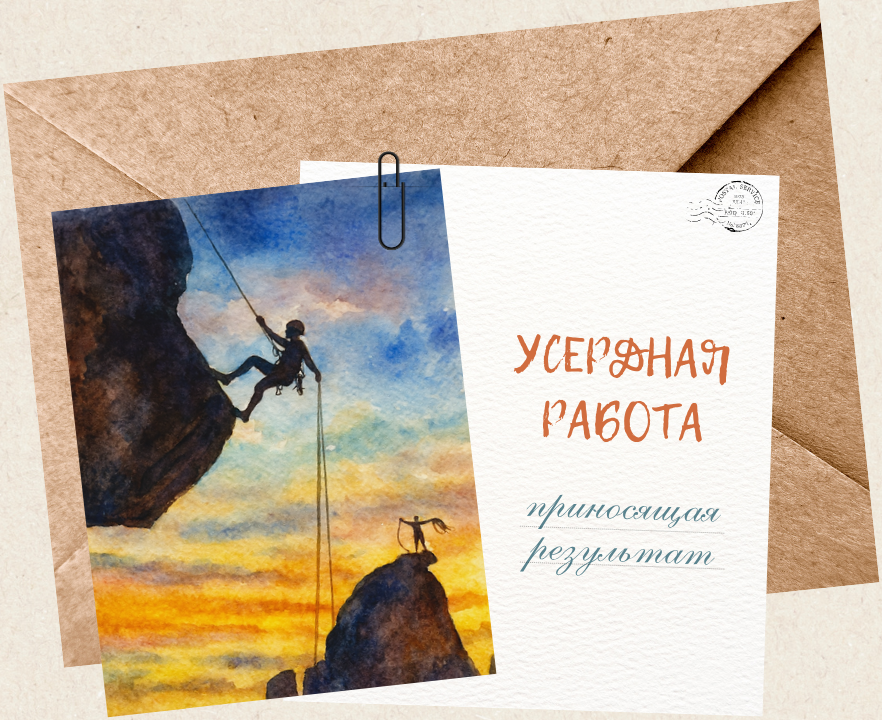 УСЕРДНАЯ
РАБОТА
приносящая
результат